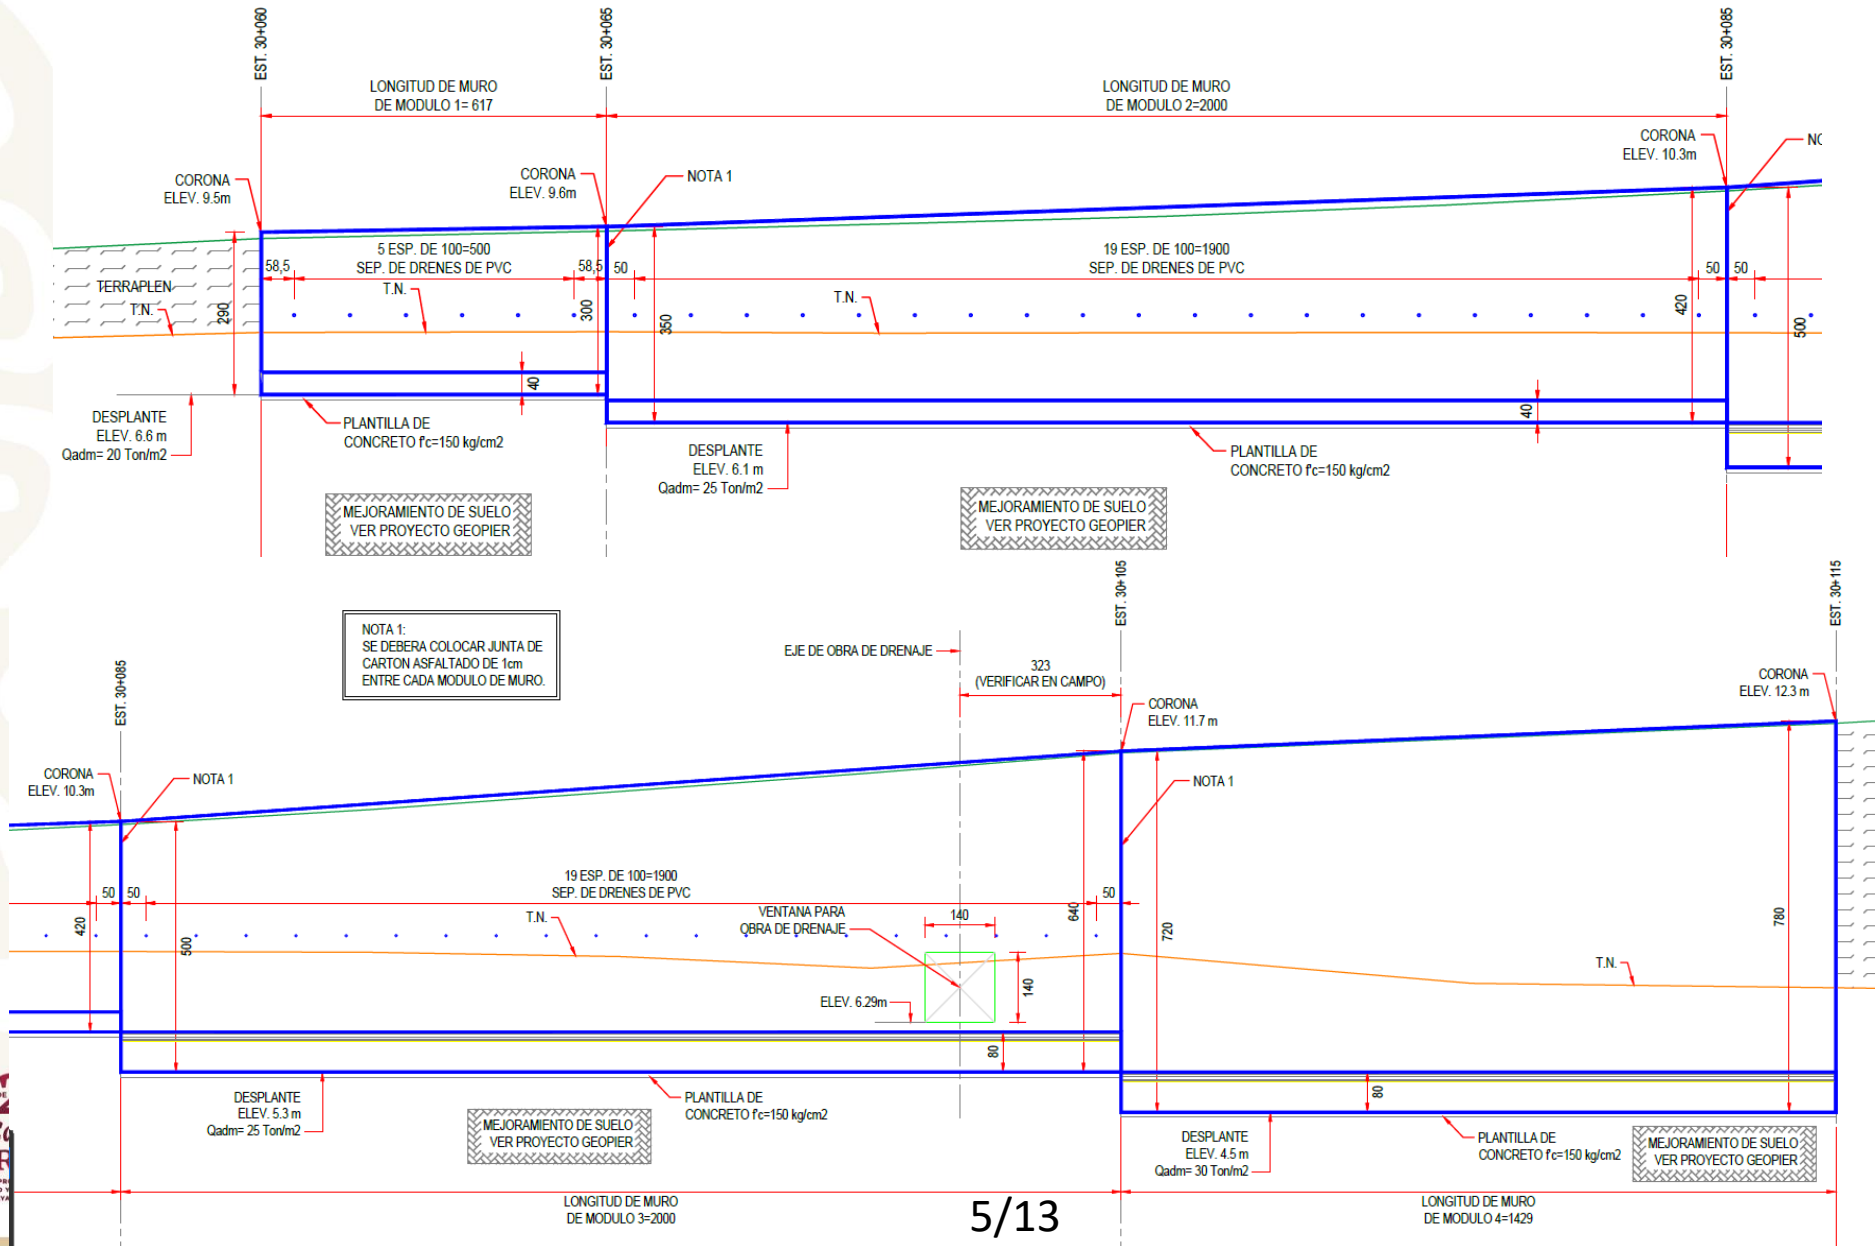 EST. 30+060
EST. 30+065
EST. 30+085
LONGITUD DE MURO
DE MODULO 1= 617
LONGITUD DE MURO
DE MODULO 2=2000
CORONA
ELEV. 9.5m
CORONA
ELEV. 9.6m
NOTA 1
CORONA
ELEV. 10.3m
NO
5 ESP. DE 100=500
SEP. DE DRENES DE PVC
58,5
58,5
50
19 ESP. DE 100=1900
SEP. DE DRENES DE PVC
50
50
TERRAPLEN
T.N.
T.N.
T.N.
290
300
350
420
500
40
40
DESPLANTE
ELEV. 6.6 m
Qadm= 20 Ton/m2
PLANTILLA DE
CONCRETO f'c=150 kg/cm2
DESPLANTE
ELEV. 6.1 m
Qadm= 25 Ton/m2
PLANTILLA DE
CONCRETO f'c=150 kg/cm2
MEJORAMIENTO DE SUELO
VER PROYECTO GEOPIER
MEJORAMIENTO DE SUELO
VER PROYECTO GEOPIER
NOTA 1:
SE DEBERA COLOCAR JUNTA DE
CARTON ASFALTADO DE 1cm
ENTRE CADA MODULO DE MURO.
EST. 30+085
EST. 30+105
EST. 30+115
EJE DE OBRA DE DRENAJE
323
(VERIFICAR EN CAMPO)
CORONA
ELEV. 11.7 m
CORONA
ELEV. 12.3 m
CORONA
ELEV. 10.3m
NOTA 1
NOTA 1
50
50
19 ESP. DE 100=1900
SEP. DE DRENES DE PVC
50
T.N.
VENTANA PARA
OBRA DE DRENAJE
140
140
ELEV. 6.29m
420
500
640
720
780
T.N.
80
80
DESPLANTE
ELEV. 5.3 m
Qadm= 25 Ton/m2
PLANTILLA DE
CONCRETO f'c=150 kg/cm2
MEJORAMIENTO DE SUELO
VER PROYECTO GEOPIER
DESPLANTE
ELEV. 4.5 m
Qadm= 30 Ton/m2
PLANTILLA DE
CONCRETO f'c=150 kg/cm2
MEJORAMIENTO DE SUELO
VER PROYECTO GEOPIER
LONGITUD DE MURO
DE MODULO 3=2000
5/13
LONGITUD DE MURO
DE MODULO 4=1429